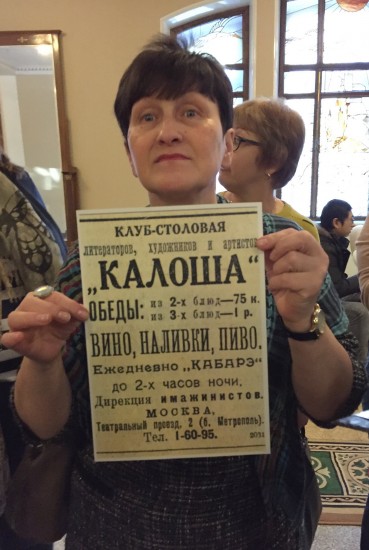 КЛУБ-СТОЛОВАЯ
литераторов, художников и артистов
„КАЛОША“
ОБЕДЫ: из 2-х блюд—75 к.
из 3-х блюд—1 р.
ВИНО, НАЛИВКИ, ПИВО.
Ежедневно „КАБАРЭ“
до 2-х часов ночи.
Дирекция имажинистов.
МОСКВА.
Театральный проезд, 2 (б. Метрополь).
Тел. 1-60-95.